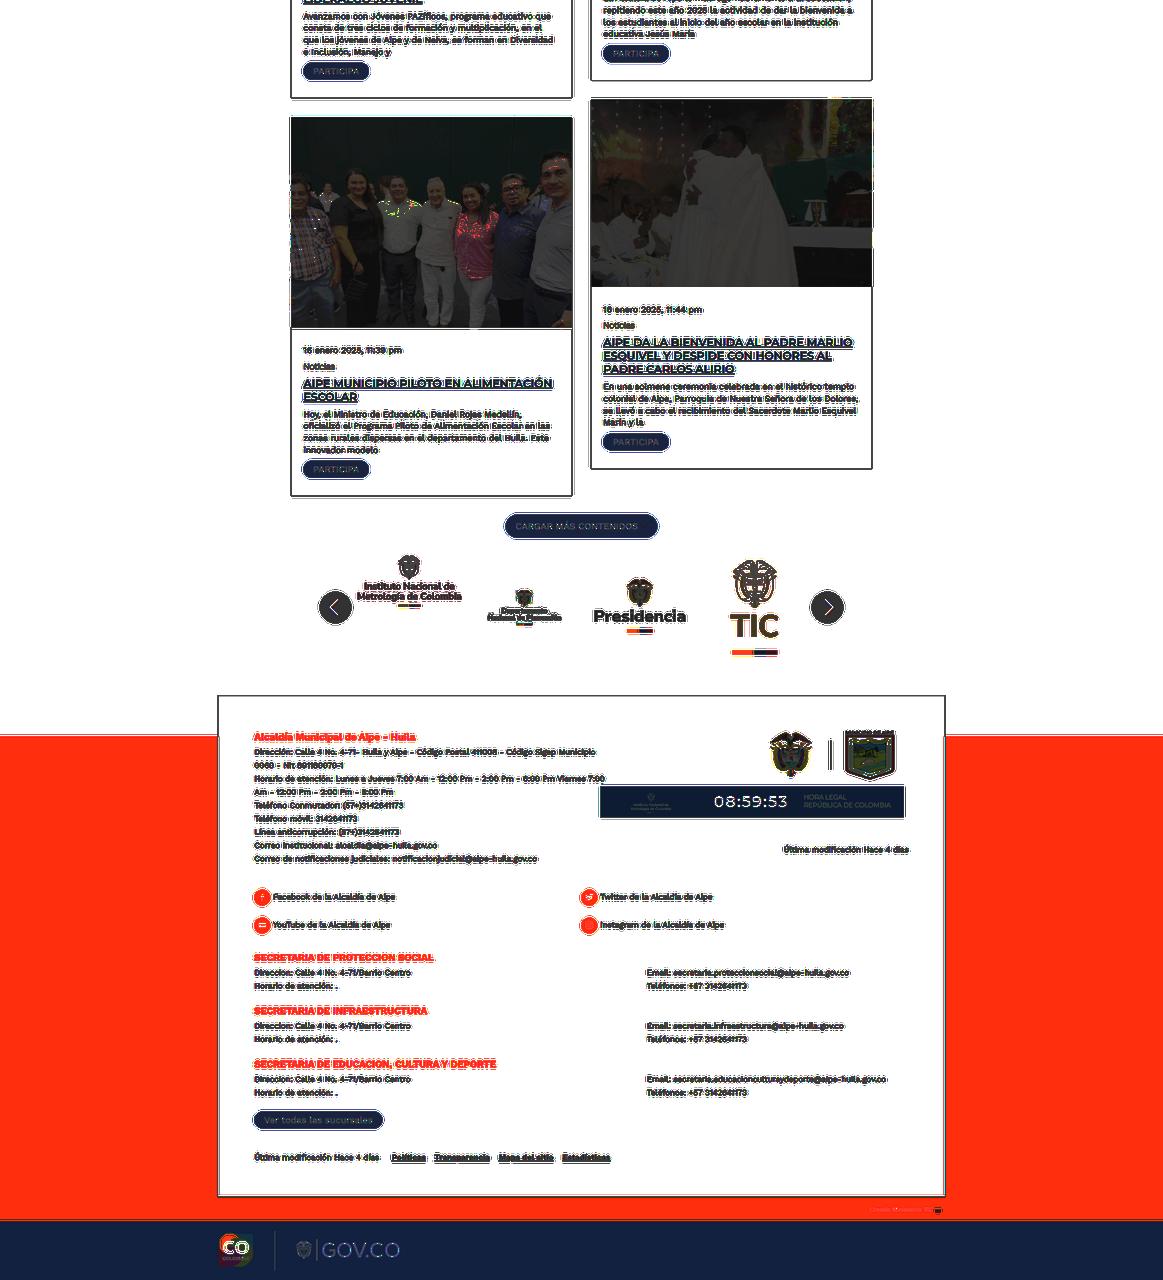 Avanzamos con Jóvenes PAZíficos, programa educativo que
consta de tres ciclos de formación y multiplicación, en el
que los jóvenes de Aipe y de Neiva, se forman en Diversidad
e Inclusión, Manejo y
PARTICIPA
repitiendo este año 2025 la actividad de dar la bienvenida a
los estudiantes al inicio del año escolar en la Institución
educativa Jesús María
PARTICIPA
16 enero 2025, 11:39 pm
Noticias
AIPE MUNICIPIO PILOTO EN ALIMENTACIÓN
ESCOLAR
Hoy, el Ministro de Educación, Daniel Rojas Medellín,
oficializó el Programa Piloto de Alimentación Escolar en las
zonas rurales dispersas en el departamento del Huila. Este
innovador modelo
PARTICIPA
enero 2025, 11:44 pm
Noticias
AIPE DA LA BIENVENIDA AL PADRE MARLIO
ESQUIVEL Y DESPIDE CON HONORES AL
PADRE CARLOS ALIRIO
En una solmene ceremonia celebrada en el histórico templo
colonial de Aipe, Parroquia de Nuestra Señora de los Dolores,
se llevó a cabo el recibimiento del Sacerdote Marlio Esquivel
Marín y la
PARTICIPA
CARGAR MÁS CONTENIDOS
Instituto Nacional de
Metrología de Colombia
Presidencia
TIC
Alcaldía Municipal de Aipe - Huila
Dirección: Calle 4 No. 4-71- Huila y Aipe - Código Postal - Código Sigep Municipio
- Nit
Horario de atención: Lunes a Jueves 7:00 Am - 12:00 Pm - 2:00 Pm - 6:00 Pm Viernes 7:00
Am - 12:00 Pm - 2:00 Pm - 5:00 Pm
Teléfono Conmutador: (57+)3142641173
Teléfono móvil: 3142641173
Línea anticorrupción: (57+)3142641173
Correo institucional: alcaldia@aipe-huila.gov.co
Correo de notificaciones judiciales: notificacionjudicial@aipe-huila.gov.co
08:59:53
HORA LEGAL
REPÚBLICA DE COLOMBIA
Última modificación Hace 4 días
Facebook de la Alcaldía de Aipe
Twitter de la Alcaldía de Aipe
YouTube de la Alcaldía de Aipe
Instagram de la Alcaldía de Aipe
SECRETARIA DE PROTECCION SOCIAL
Direccion: Calle 4 No. 4-71/Barrio Centro
Email: secretaria.proteccionsocial@aipe-huila.gov.co
Horario de atención: .
Teléfonos: +57 3142641173
SECRETARIA DE INFRAESTRUCTURA
Direccion: Calle 4 No. 4-71/Barrio Centro
Email: secretaria.infraestructura@aipe-huila.gov.co
Horario de atención: .
Teléfonos: +57 3142641173
SECRETARIA DE EDUCACION, CULTURA Y DEPORTE
Direccion: Calle 4 No. 4-71/Barrio Centro
Email: secretaria.educacionculturaydeporte@aipe-huila.gov.co
Horario de atención: .
Teléfonos: +57 3142641173
Ver todas las sucursales
Última modificación Hace 4 días Políticas Transparencia Mapa del sitio Estadísticas
CO
GOV.CO